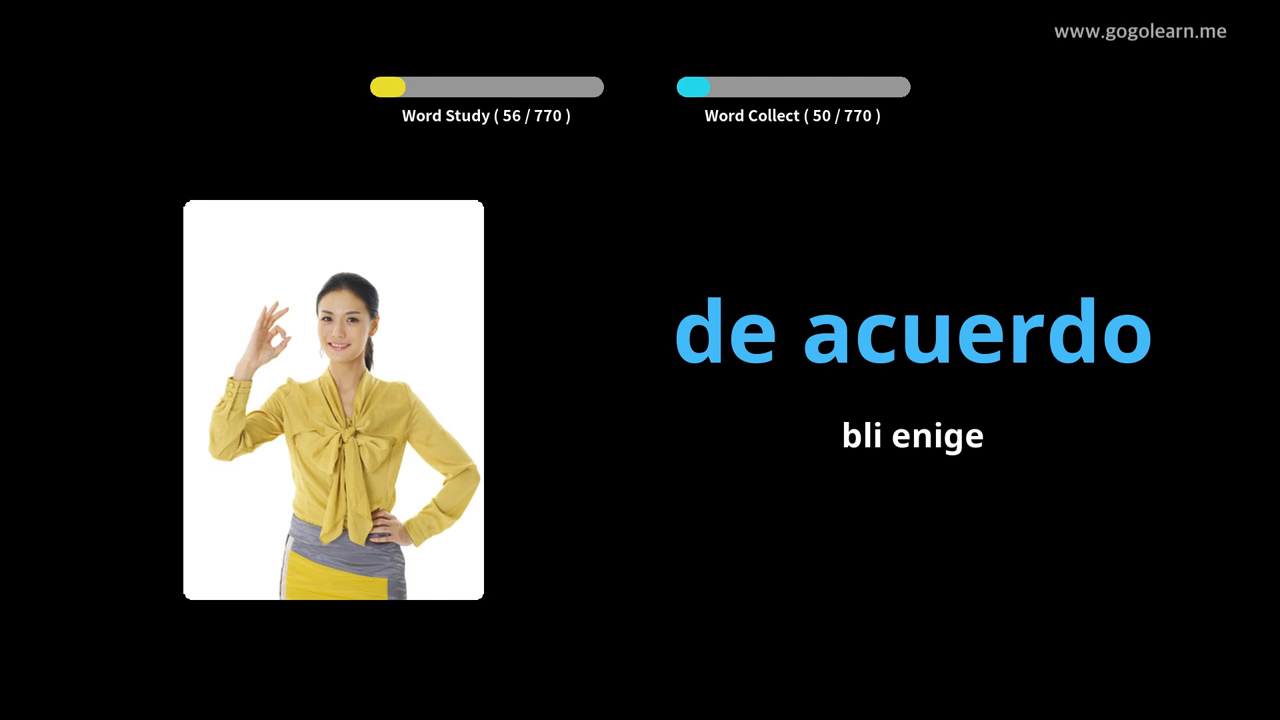 www.gogolearn.me
Word Study ( 56 / 770 )
Word Collect ( 50 / 770 )
de acuerdo
bli enige